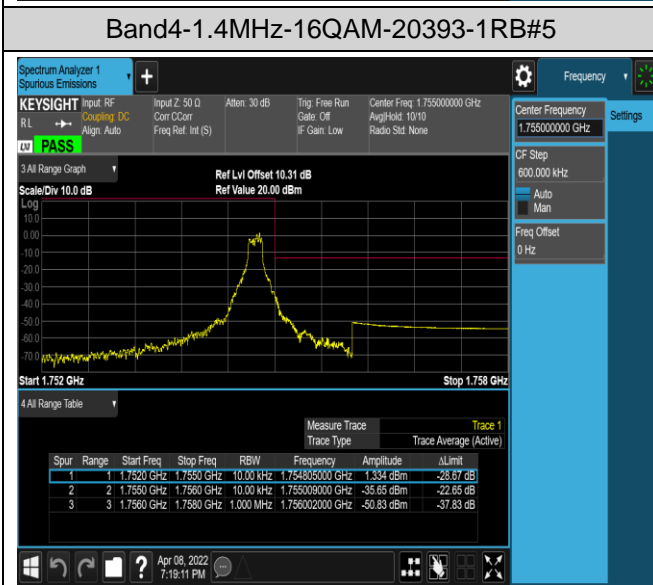 Band4-1.4MHz-16QAM-20393-1RB#5
Spectrum Analyzer 1
Spurious Emissions
+
Frequency
KEYSIGHT Input: RF Input Z: 50 Ω Atten: 30 dB Trig: Free Run Center Freq: 1.755000000 GHz
RL Coupling: DC Corr CCorr Gate: Off Avg|Hold: 10/10
Align: Auto Freq Ref: Int (S) IF Gain: Low Radio Std: None
LXI PASS
Center Frequency
1.755000000 GHz
Settings
CF Step
600.000 kHz
Auto
Man
Freq Offset
0 Hz
3 All Range Graph
Ref Lvl Offset 10.31 dB
Scale/Div 10.0 dB Ref Value 20.00 dBm
Log
10.0
0.00
-10.0
-20.0
-30.0
-40.0
-50.0
-60.0
-70.0
Start 1.752 GHz Stop 1.758 GHz
4 All Range Table
Measure Trace Trace 1
Trace Type Trace Average (Active)
Spur Range Start Freq Stop Freq RBW Frequency Amplitude ΔLimit
1 1 1.7520 GHz 1.7550 GHz 10.00 kHz 1.754805000 GHz 1.334 dBm -28.67 dB
2 2 1.7550 GHz 1.7560 GHz 10.00 kHz 1.755009000 GHz -35.65 dBm -22.65 dB
3 3 1.7560 GHz 1.7580 GHz 1.000 MHz 1.756002000 GHz -50.83 dBm -37.83 dB
? Apr 08, 2022
7:19:11 PM